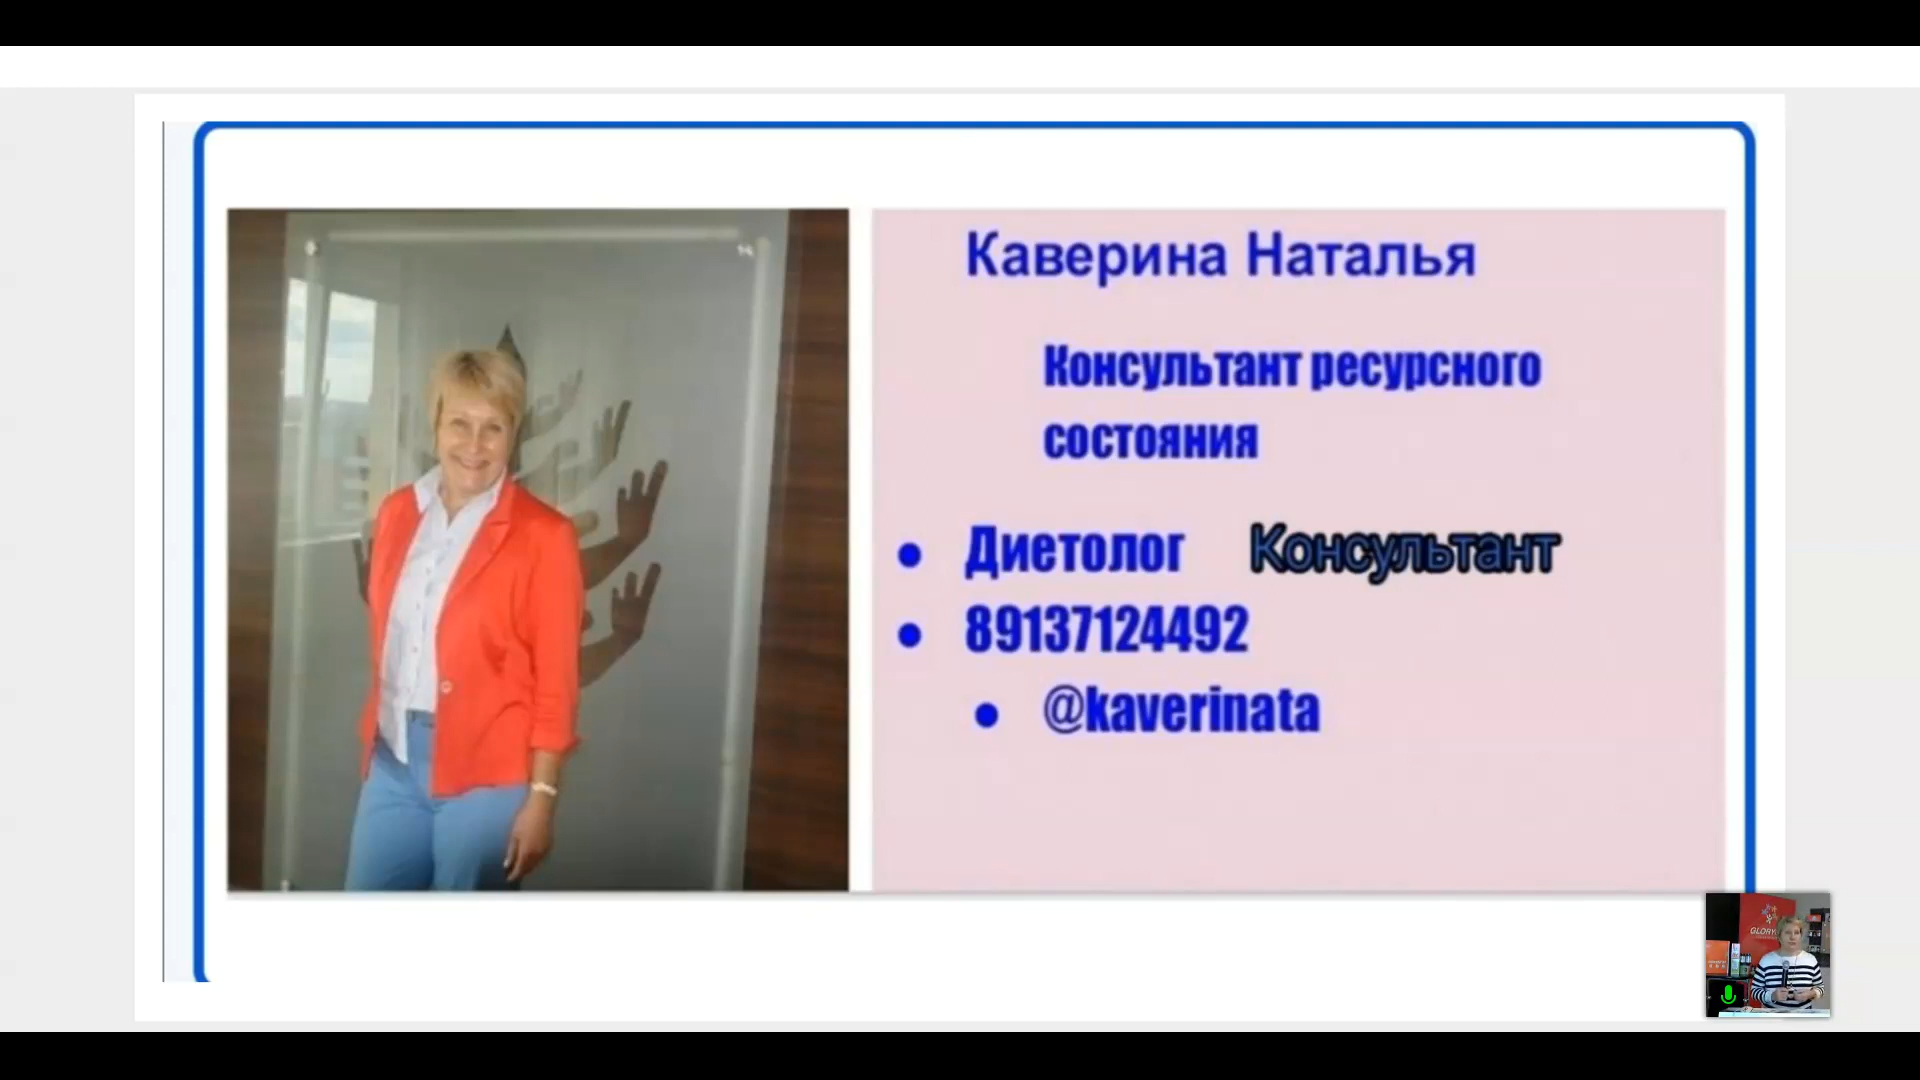 Каверина Наталья
Консультант ресурсного
состояния
Диетолог Консультант
89137124492
@kaverinata